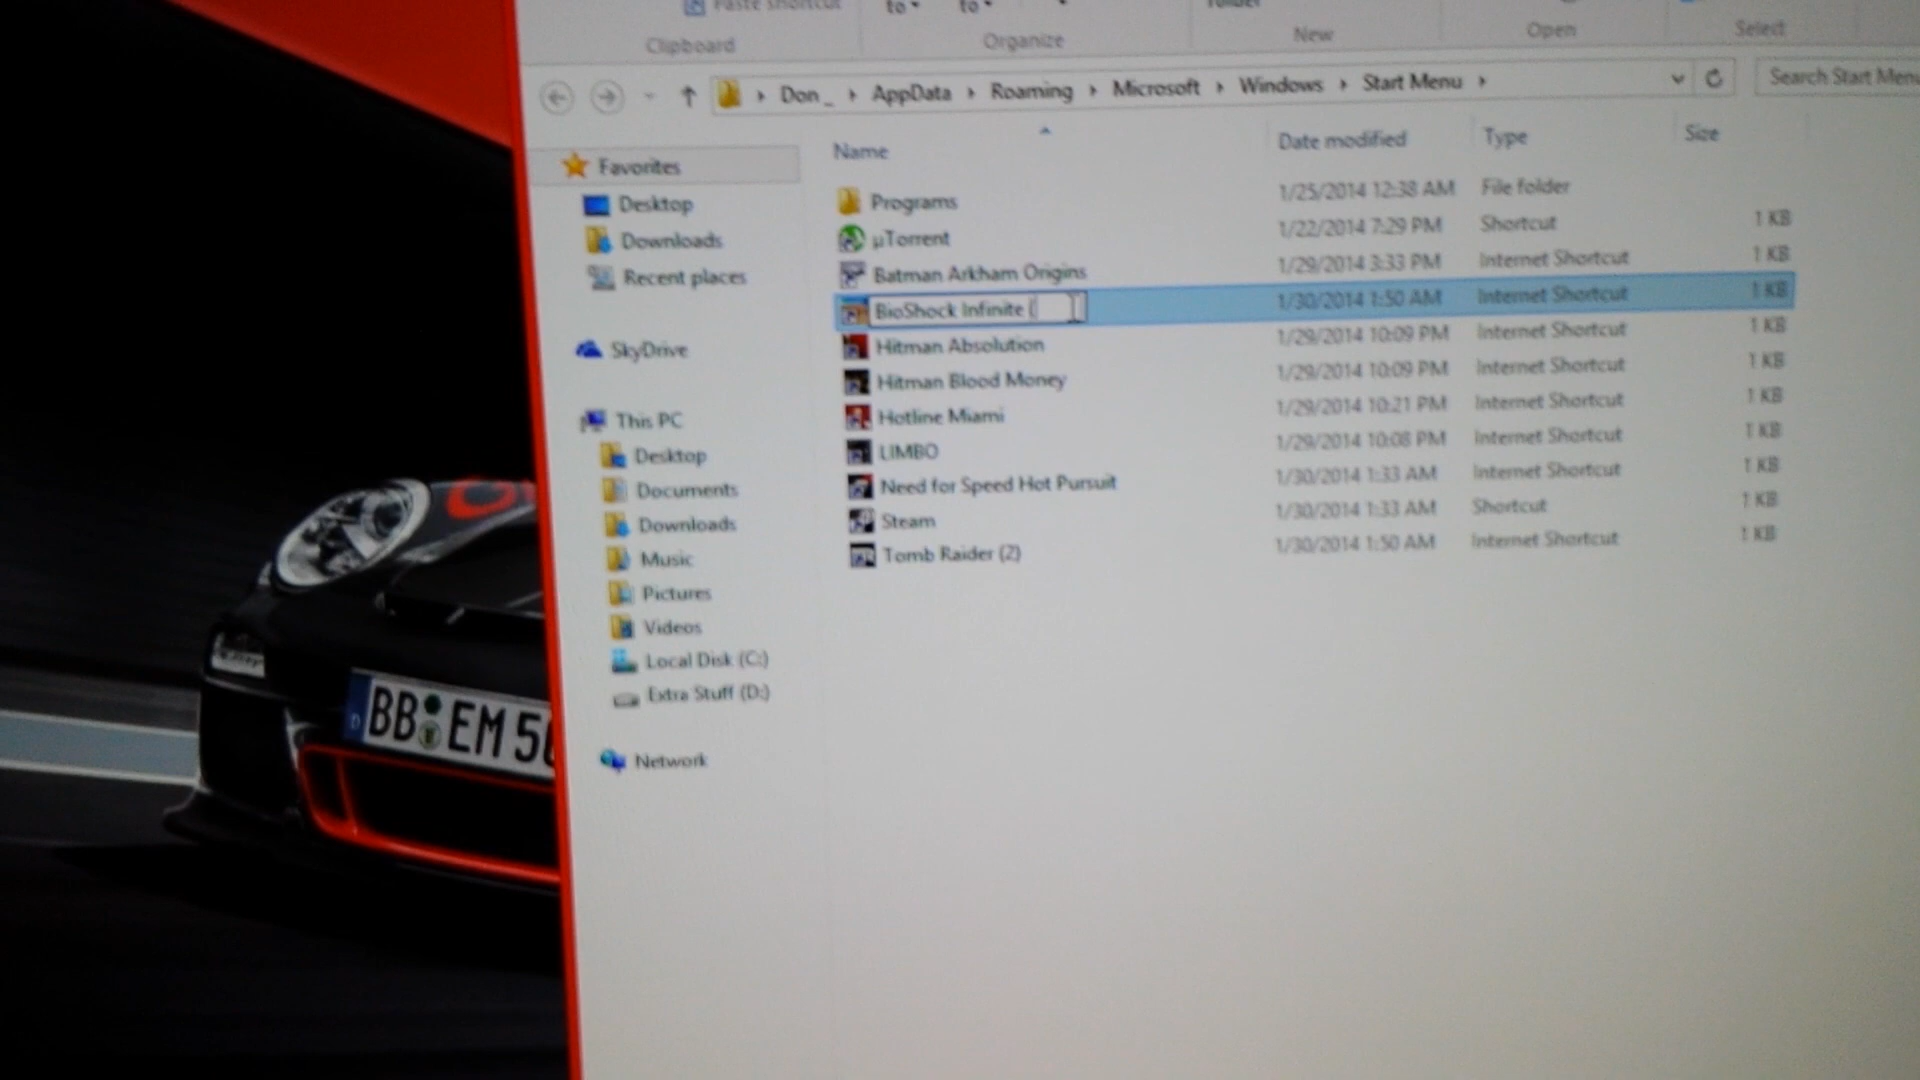 Paste shortcut
to to
folder
Clipboard Organize New Open Select
Don _ AppData Roaming Microsoft Windows Start Menu Search Start Menu
Name Date modified Type Size
Favorites
Desktop
Downloads
Recent places
SkyDrive
This PC
Desktop
Documents
Downloads
Music
Pictures
Videos
Local Disk (C:)
Extra Stuff (D:)
Network
Programs 1/25/2014 12:38 AM File folder
µTorrent 1/22/2014 7:29 PM Shortcut 1 KB
Batman Arkham Origins 1/29/2014 3:33 PM Internet Shortcut 1 KB
BioShock Infinite ( 1/30/2014 1:50 AM Internet Shortcut 1 KB
Hitman Absolution 1/29/2014 10:09 PM Internet Shortcut 1 KB
Hitman Blood Money 1/29/2014 10:09 PM Internet Shortcut 1 KB
Hotline Miami 1/29/2014 10:21 PM Internet Shortcut 1 KB
LIMBO 1/29/2014 10:08 PM Internet Shortcut 1 KB
Need for Speed Hot Pursuit 1/30/2014 1:33 AM Internet Shortcut 1 KB
Steam 1/30/2014 1:33 AM Shortcut 1 KB
Tomb Raider (2) 1/30/2014 1:50 AM Internet Shortcut 1 KB
D BB EM 50